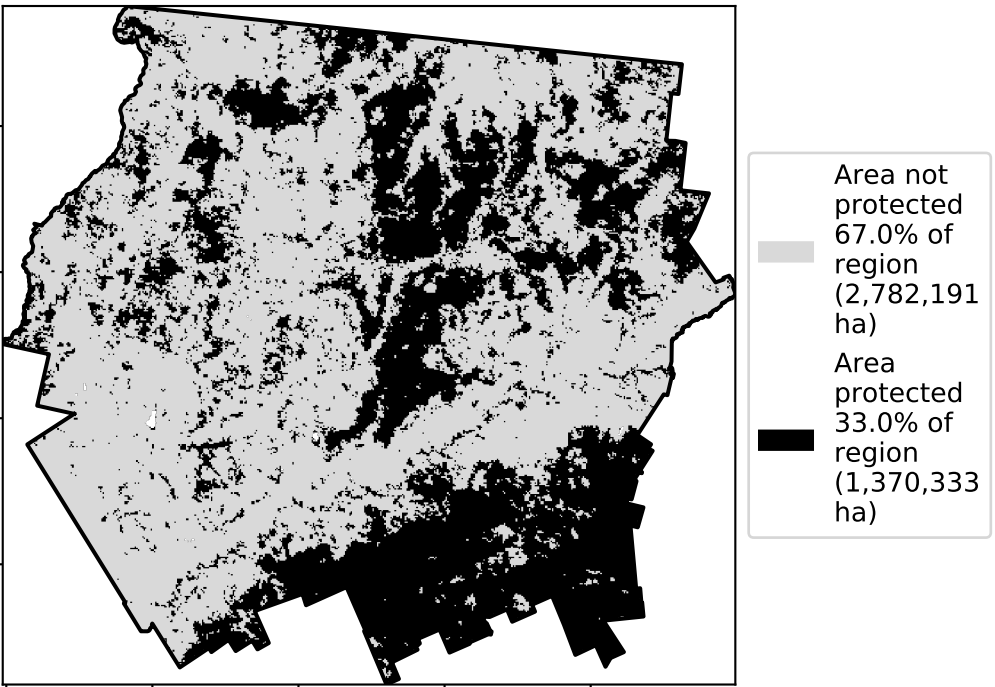 Area not
protected
67.0% of
region
(2,782,191
ha)
Area
protected
33.0% of
region
(1,370,333
ha)